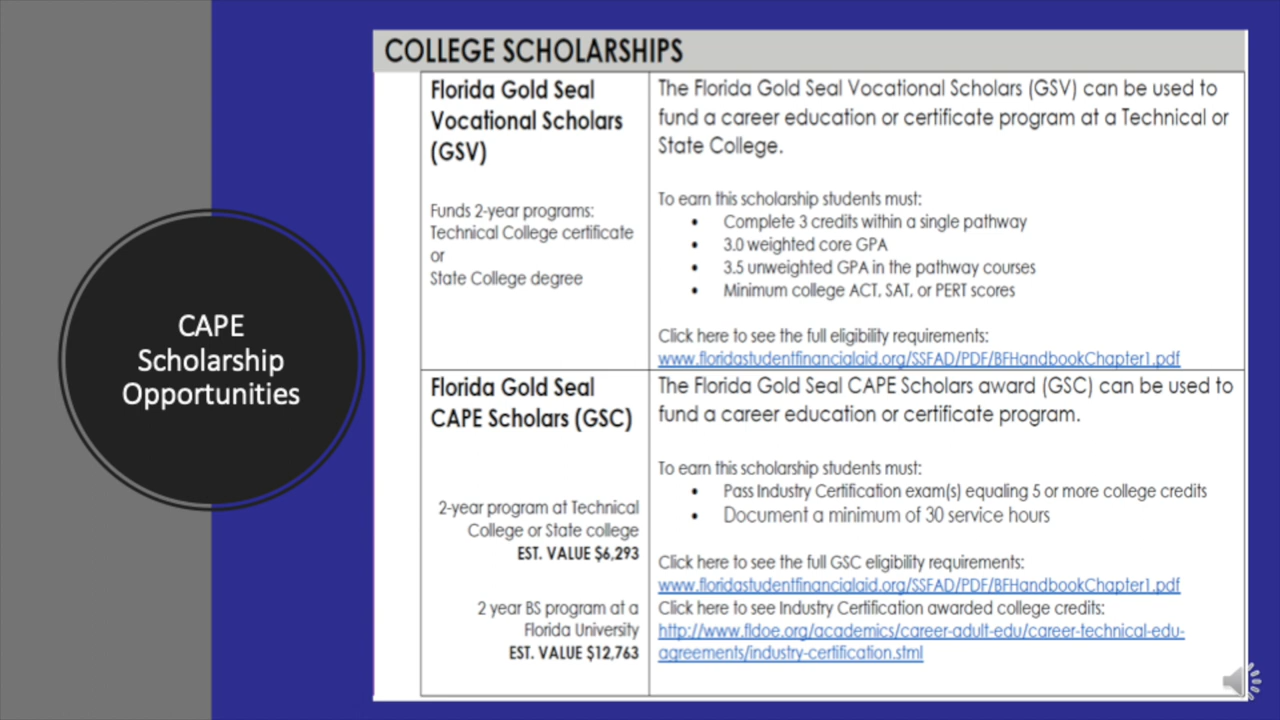 CAPE
Scholarship
Opportunities
COLLEGE SCHOLARSHIPS
Florida Gold Seal
Vocational Scholars
(GSV)
Funds 2-year programs:
Technical College certificate
or
State College degree
The Florida Gold Seal Vocational Scholars (GSV) can be used to
fund a career education or certificate program at a Technical or
State College.
To earn this scholarship students must:
• Complete 3 credits within a single pathway
• 3.0 weighted core GPA
• 3.5 unweighted GPA in the pathway courses
• Minimum college ACT, SAT, or PERT scores
Click here to see the full eligibility requirements:
www.floridastudentfinancialaid.org/SSFAD/PDF/BFHandbookChapter1.pdf
Florida Gold Seal
CAPE Scholars (GSC)
2-year program at Technical
College or State college
EST. VALUE $6,293
2 year BS program at a
Florida University
EST. VALUE $12,763
The Florida Gold Seal CAPE Scholars award (GSC) can be used to
fund a career education or certificate program.
To earn this scholarship students must:
• Pass Industry Certification exam(s) equaling 5 or more college credits
• Document a minimum of 30 service hours
Click here to see the full GSC eligibility requirements:
www.floridastudentfinancialaid.org/SSFAD/PDF/BFHandbookChapter1.pdf
Click here to see Industry Certification awarded college credits:
http://www.fldoe.org/academics/career-adult-edu/career-technical-edu-
agreements/industry-certification.stml